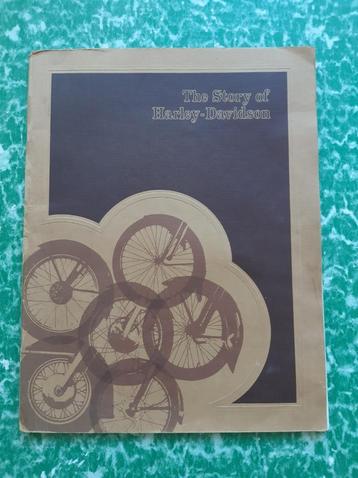 The Story of
Harley-Davidson